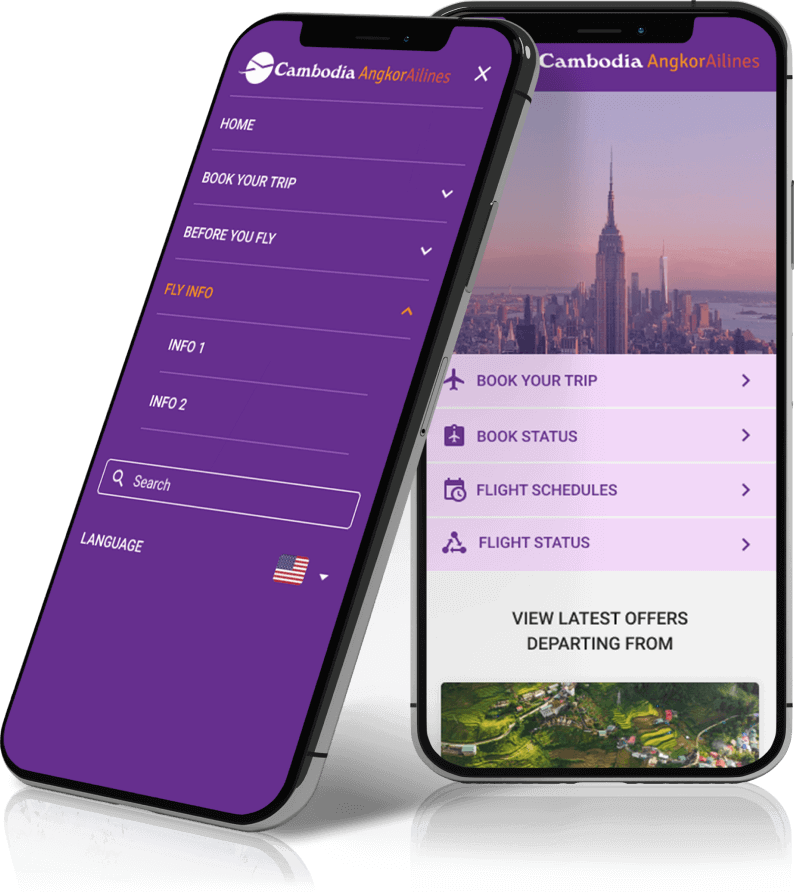 Cambodia AngkorAilines
HOME
BOOK YOUR TRIP
BEFORE YOU FLY
FLY INFO
INFO 1
INFO 2
Search
LANGUAGE
Cambodia AngkorAilines
BOOK YOUR TRIP
BOOK STATUS
FLIGHT SCHEDULES
FLIGHT STATUS
VIEW LATEST OFFERS
DEPARTING FROM